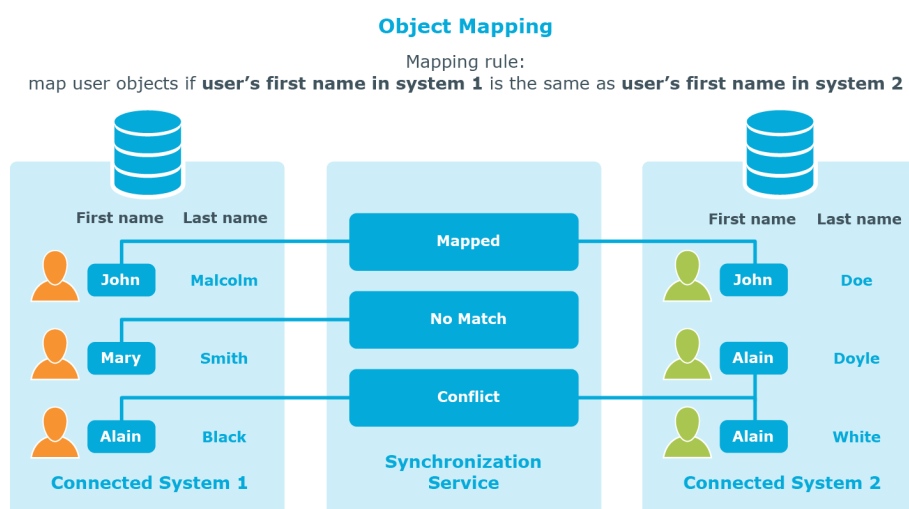 Object Mapping
Mapping rule:
map user objects if user's first name in system 1 is the same as user's first name in system 2
First name Last name
First name Last name
Mapped
John Malcolm
John Doe
No Match
Mary Smith
Alain Doyle
Conflict
Alain Black
Alain White
Connected System 1
Synchronization
Service
Connected System 2